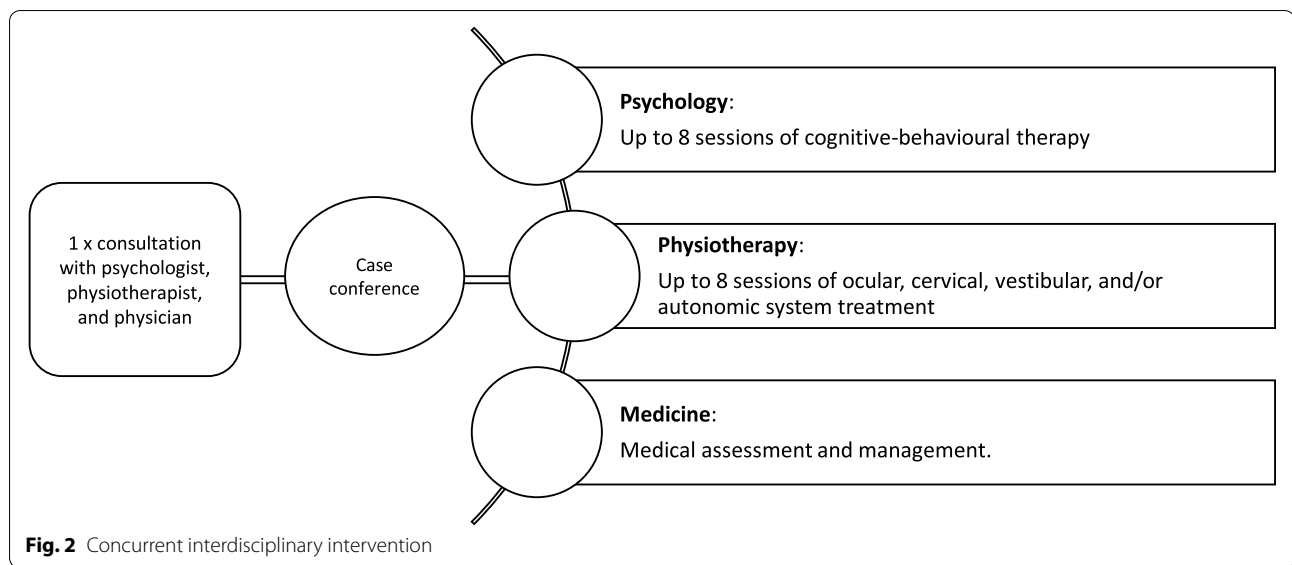 1 x consultation
with psychologist,
physiotherapist,
and physician
Case
conference
Psychology:
Up to 8 sessions of cognitive-behavioural therapy
Physiotherapy:
Up to 8 sessions of ocular, cervical, vestibular, and/or
autonomic system treatment
Medicine:
Medical assessment and management.
Fig. 2 Concurrent interdisciplinary intervention